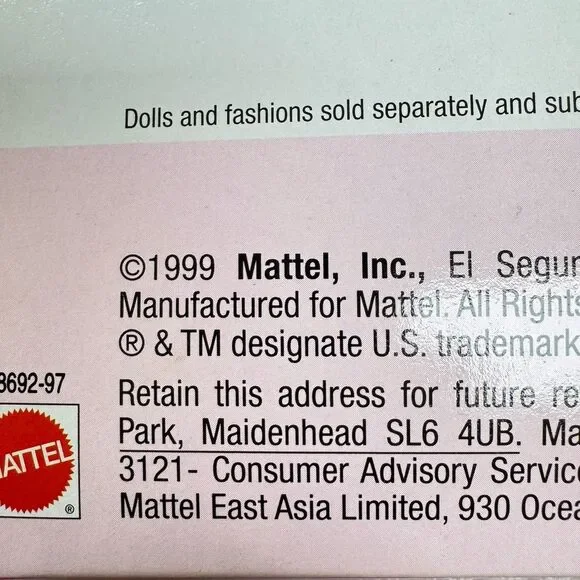 Dolls and fashions sold separately and sub
©1999 Mattel, Inc., El Segun
Manufactured for Mattel. All Rights
® & TM designate U.S. trademark
8692-97
Retain this address for future re
Park, Maidenhead SL6 4UB. Ma
MATTEL
®
3121- Consumer Advisory Service
Mattel East Asia Limited, 930 Ocea